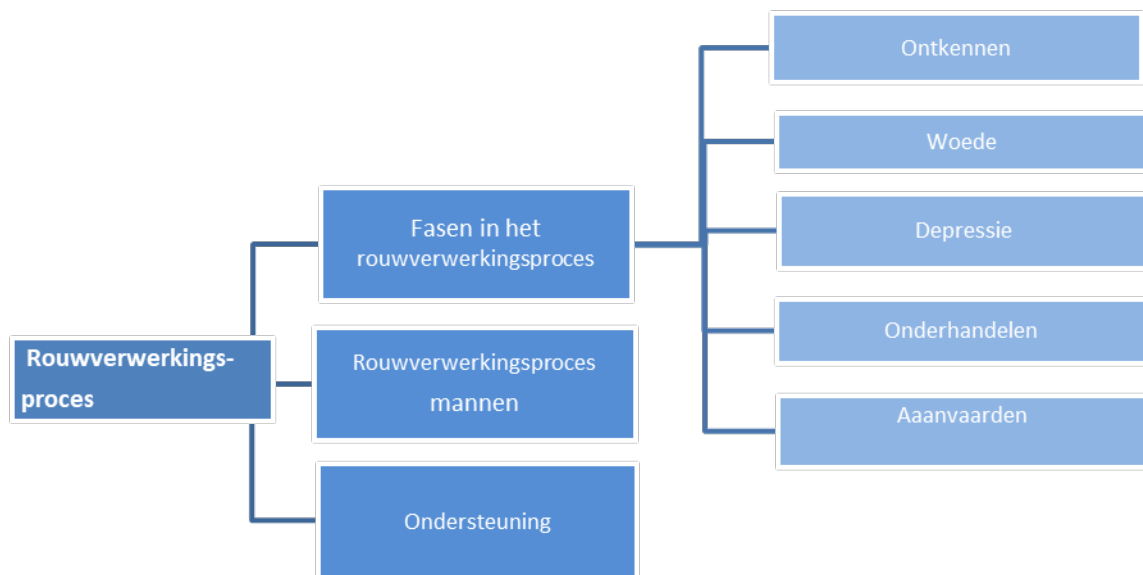 Rouwverwerkings-
proces
Fasen in het
rouwverwerkingsproces
Rouwverwerkingsproces
mannen
Ondersteuning
Ontkennen
Woede
Depressie
Onderhandelen
Aaanvaarden